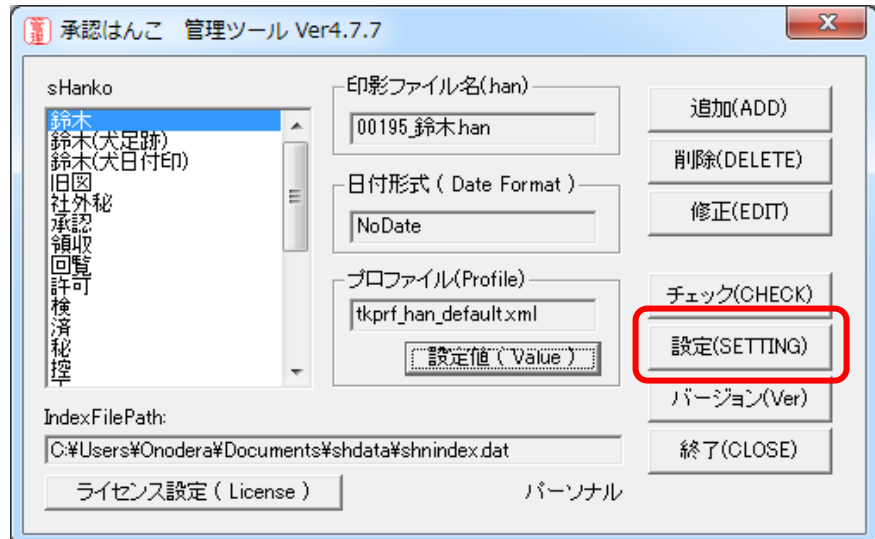 管理
承認はんこ　管理ツール Ver4.7.7
sHanko
鈴木
鈴木(犬足跡)
鈴木(犬日付印)
旧図
社外秘
承認
領収
回覧
許可
検
済
秘
控
印影ファイル名(.han)
00195_鈴木.han
日付形式 ( Date Format )
NoDate
プロファイル(Profile)
tkprf_han_default.xml
設定値 ( Value )
追加(ADD)
削除(DELETE)
修正(EDIT)
チェック(CHECK)
設定(SETTING)
バージョン(Ver)
終了(CLOSE)
IndexFilePath:
C:¥Users¥Onodera¥Documents¥shdata¥shnindex.dat
ライセンス設定 ( License )
パーソナル